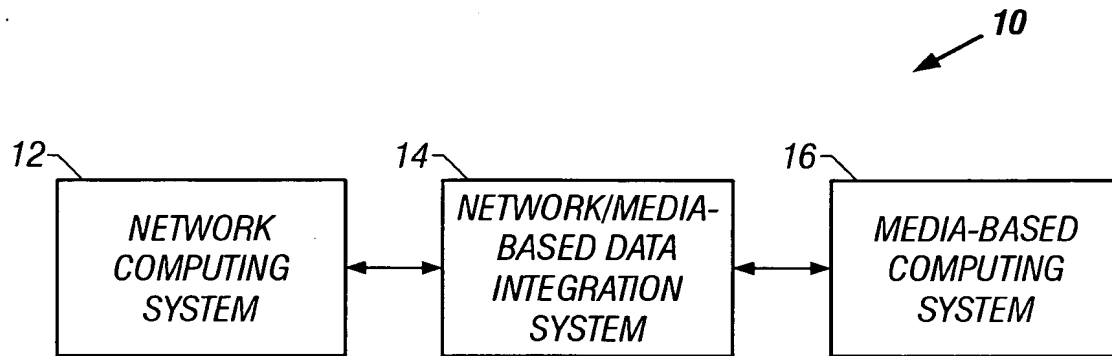 10
12
NETWORK
COMPUTING
SYSTEM
14
NETWORK/MEDIA-
BASED DATA
INTEGRATION
SYSTEM
16
MEDIA-BASED
COMPUTING
SYSTEM